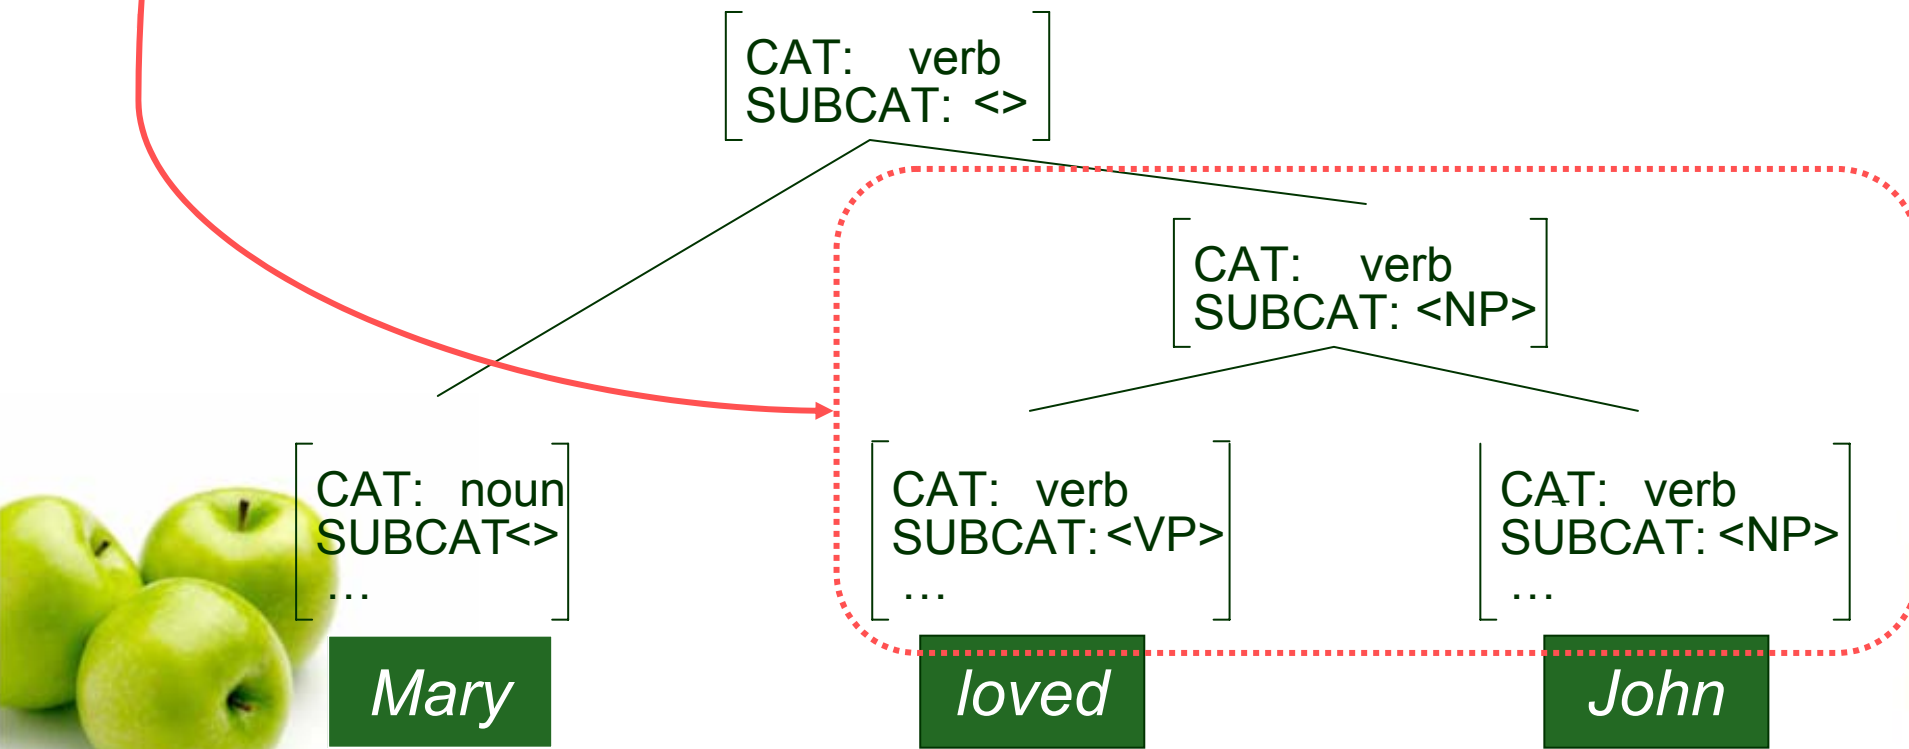 CAT: verb
SUBCAT: <>
CAT: verb
SUBCAT: <NP>
CAT: noun
SUBCAT<>
…
CAT: verb
SUBCAT: <VP>
…
CAT: verb
SUBCAT: <NP>
…
Mary
loved
John